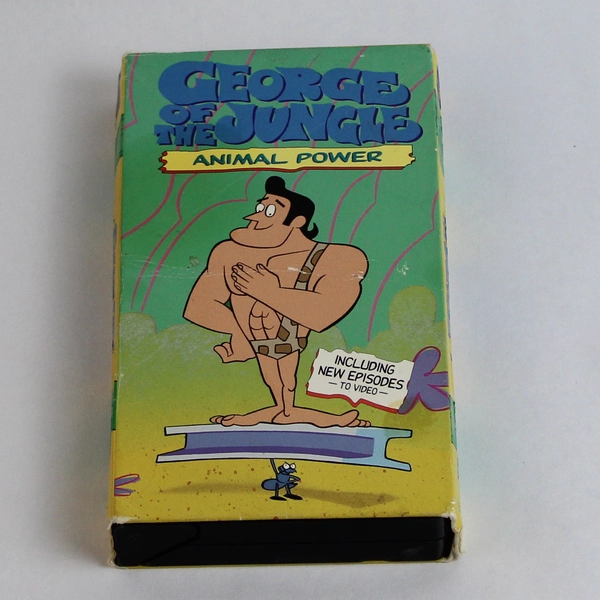 GEORGE
OF
THE JUNGLE
ANIMAL POWER
INCLUDING
NEW EPISODES
— TO VIDEO —